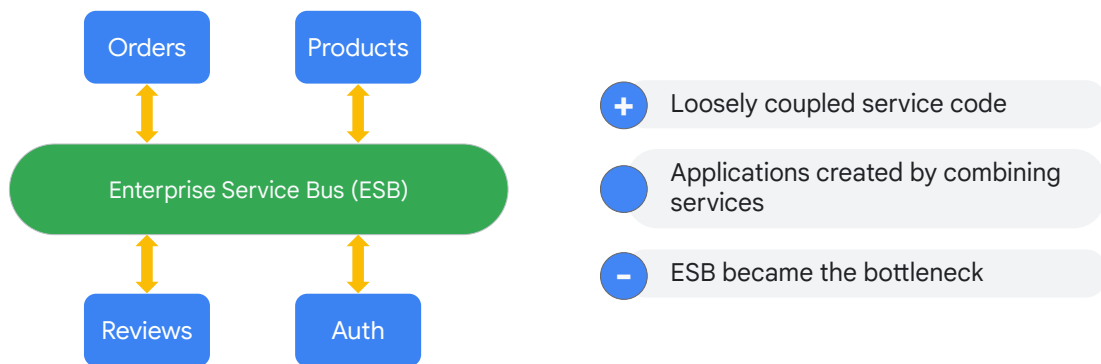 Orders
Products
Enterprise Service Bus (ESB)
Reviews
Auth
+
Loosely coupled service code
Applications created by combining
services
-
ESB became the bottleneck